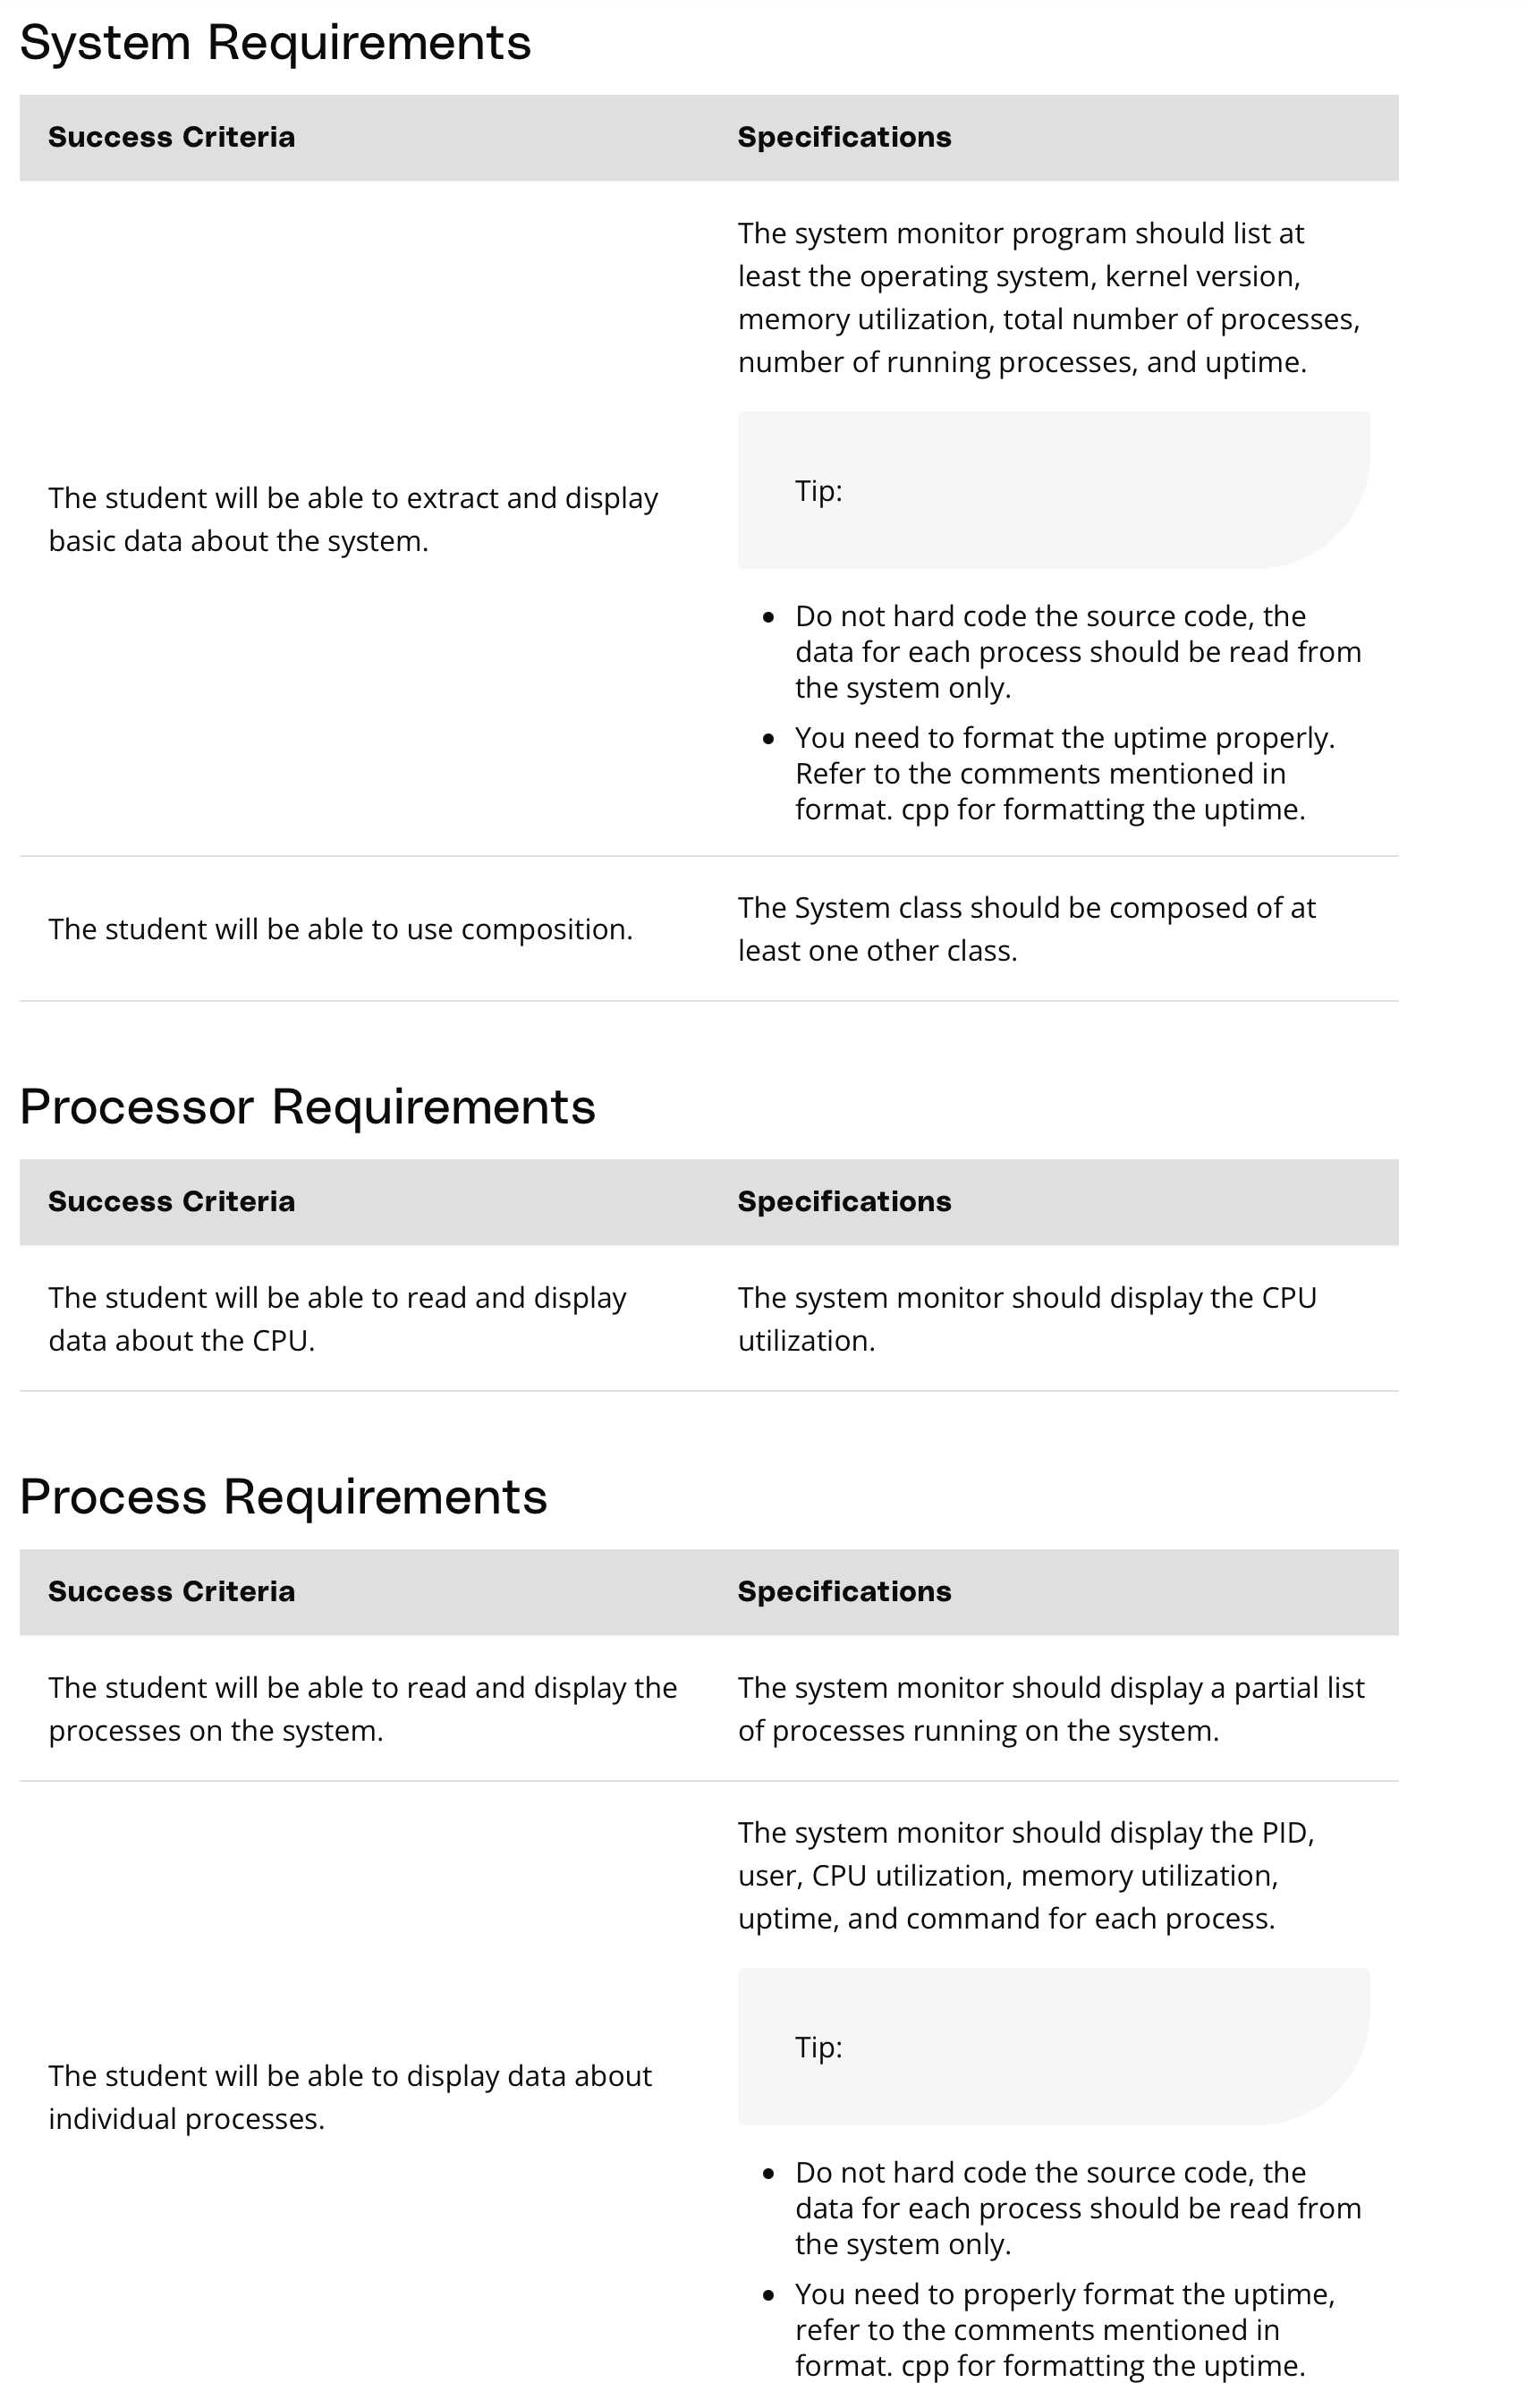 System Requirements
Success Criteria
Specifications
The student will be able to extract and display
basic data about the system.
The system monitor program should list at
least the operating system, kernel version,
memory utilization, total number of processes,
number of running processes, and uptime.
Tip:
• Do not hard code the source code, the
data for each process should be read from
the system only.
• You need to format the uptime properly.
Refer to the comments mentioned in
format. cpp for formatting the uptime.
The student will be able to use composition.
The System class should be composed of at
least one other class.
Processor Requirements
Success Criteria
Specifications
The student will be able to read and display
data about the CPU.
The system monitor should display the CPU
utilization.
Process Requirements
Success Criteria
Specifications
The student will be able to read and display the
processes on the system.
The system monitor should display a partial list
of processes running on the system.
The student will be able to display data about
individual processes.
The system monitor should display the PID,
user, CPU utilization, memory utilization,
uptime, and command for each process.
Tip:
• Do not hard code the source code, the
data for each process should be read from
the system only.
• You need to properly format the uptime,
refer to the comments mentioned in
format. cpp for formatting the uptime.